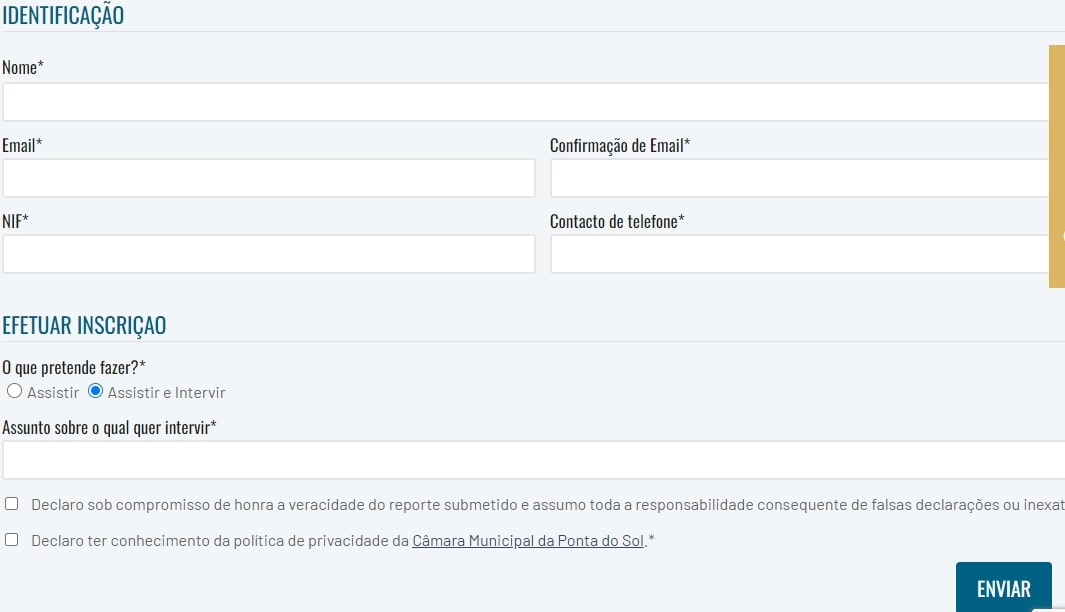 IDENTIFICAÇÃO
Nome*
Email*
Confirmação de Email*
NIF*
Contacto de telefone*
EFETUAR INSCRIÇAO
O que pretende fazer?*
Assistir
Assistir e Intervir
Assunto sobre o qual quer intervir*
Declaro sob compromisso de honra a veracidade do reporte submetido e assumo toda a responsabilidade consequente de falsas declarações ou inexat
Declaro ter conhecimento da política de privacidade da Câmara Municipal da Ponta do Sol.*
ENVIAR